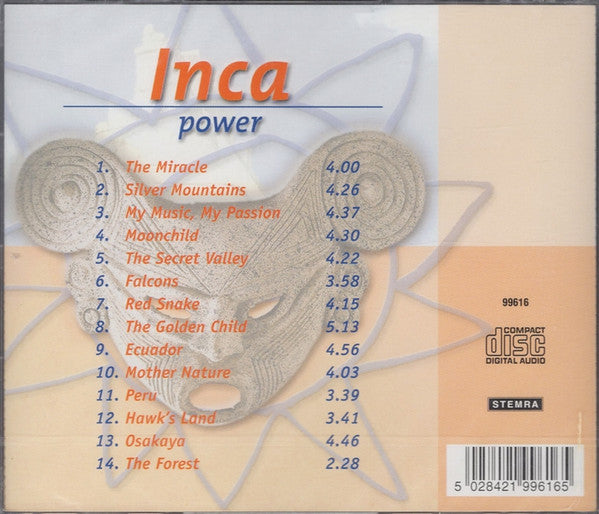 Inca
power
1. The Miracle 4.00
2. Silver Mountains 4.26
3. My Music, My Passion 4.37
4. Moonchild 4.30
5. The Secret Valley 4.22
6. Falcons 3.58
7. Red Snake 4.15
8. The Golden Child 5.13
9. Ecuador 4.56
10. Mother Nature 4.03
11. Peru 3.39
12. Hawk's Land 3.41
13. Osakaya 4.46
14. The Forest 2.28
99616
COMPACT
disc
DIGITAL AUDIO
STEMRA
5 028421 996165